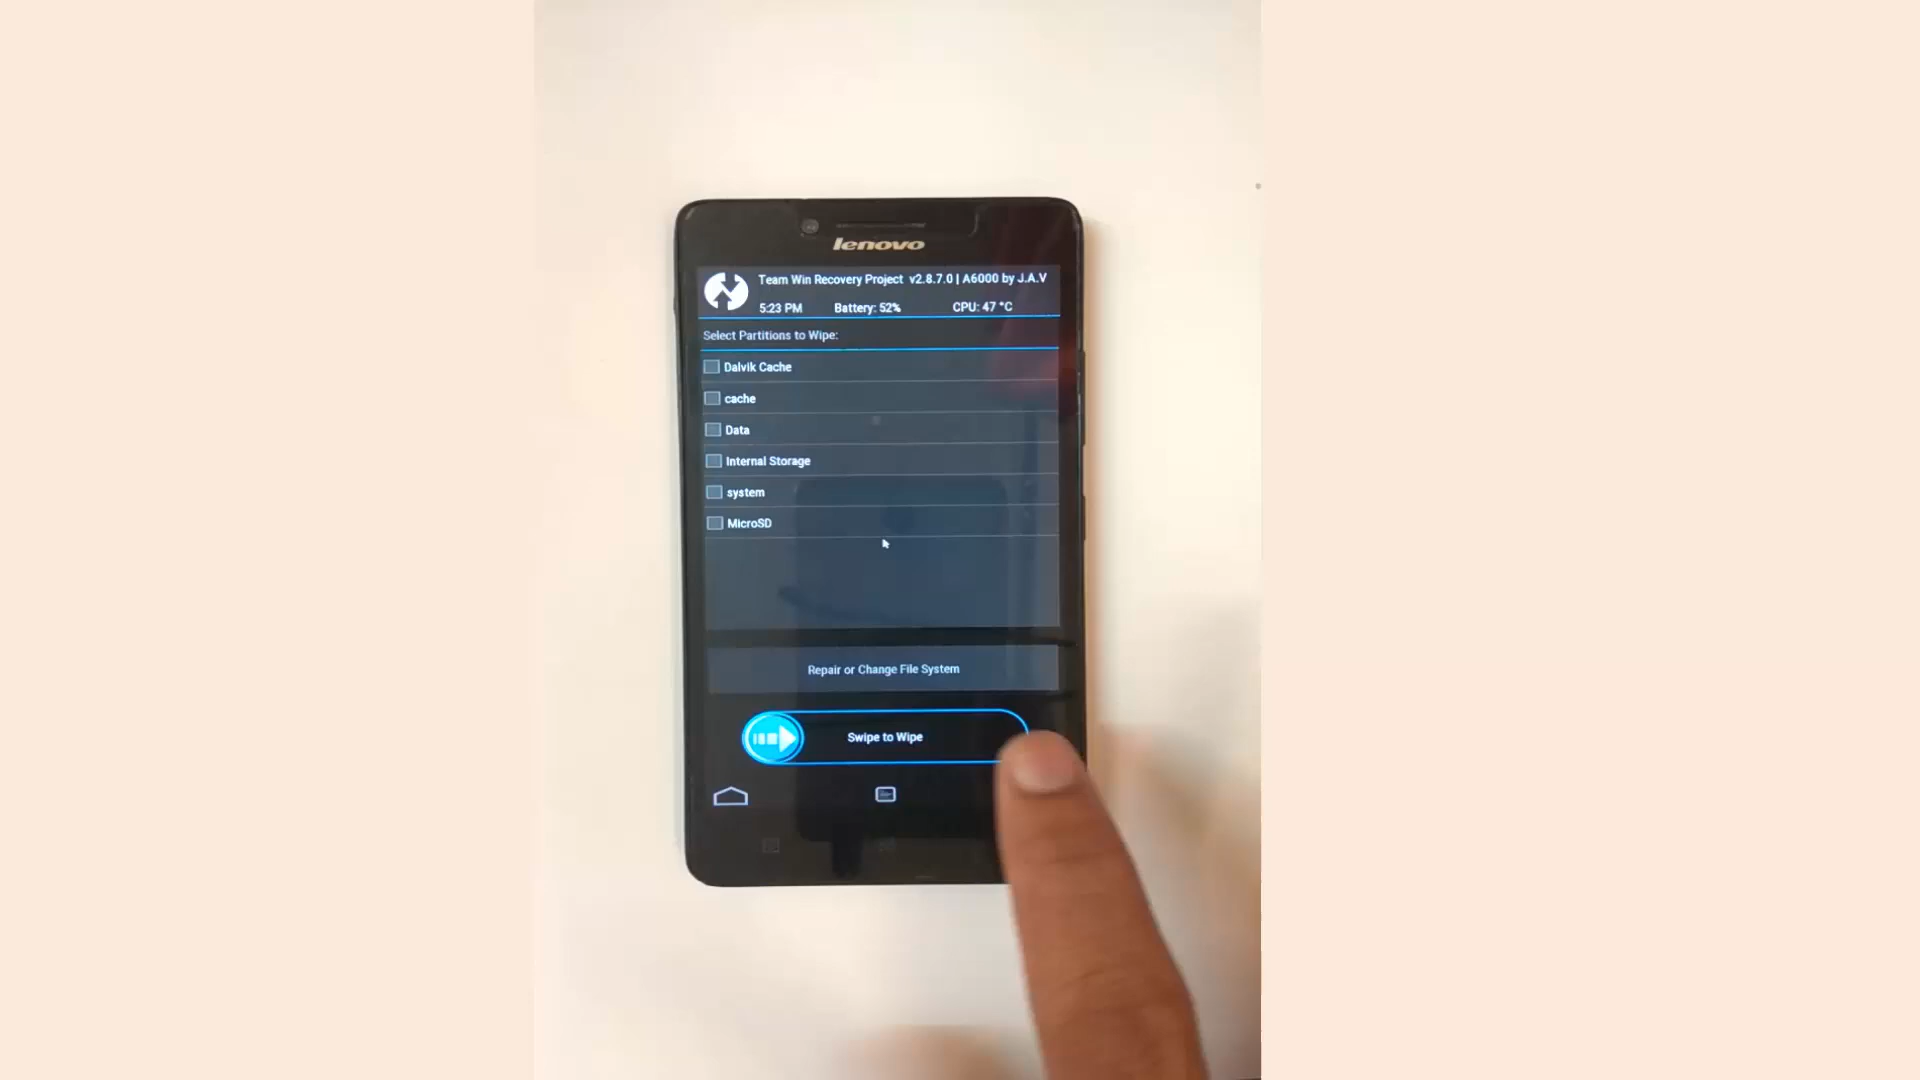 lenovo
Team Win Recovery Project v2.8.7.0 | A6000 by J.A.V
5:23 PM Battery: 52% CPU: 47 °C
Select Partitions to Wipe:
Dalvik Cache
cache
Data
Internal Storage
system
MicroSD
Repair or Change File System
Swipe to Wipe